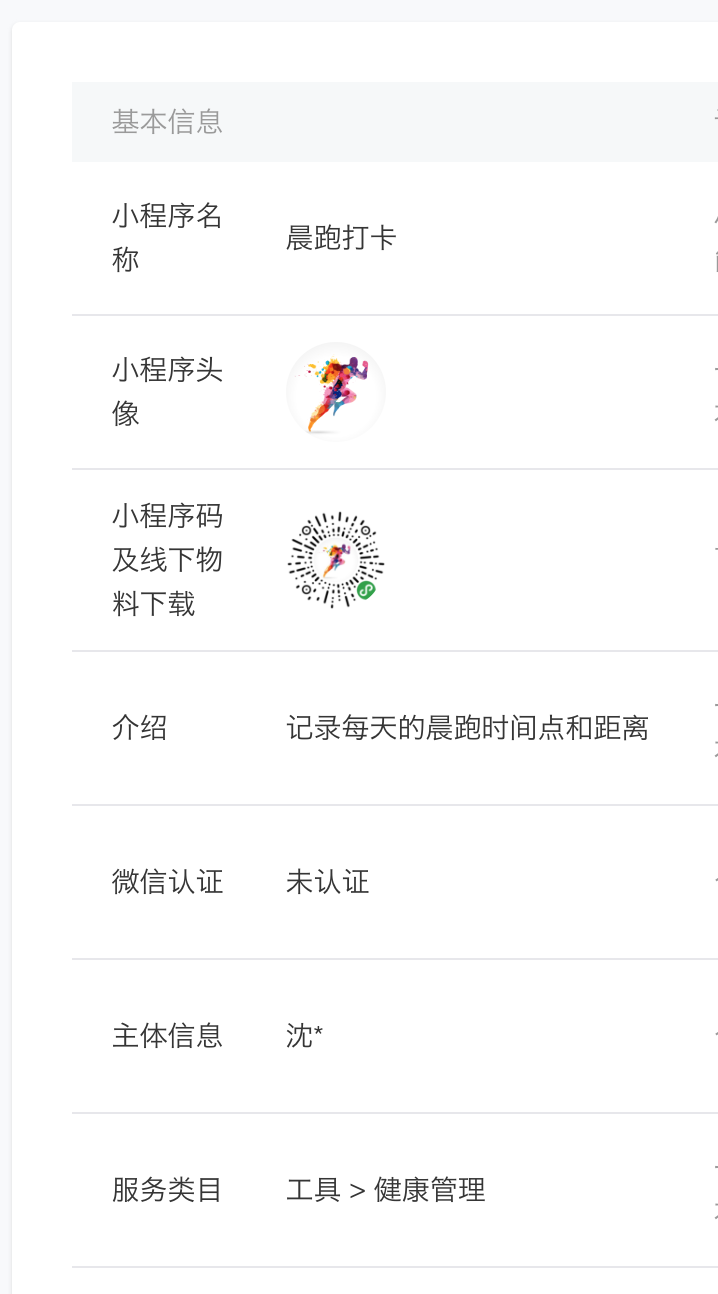 基本信息
小程序名
称
晨跑打卡
小程序头
像
小程序码
及线下物
料下载
介绍
记录每天的晨跑时间点和距离
微信认证
未认证
主体信息
沈*
服务类目
工具 > 健康管理